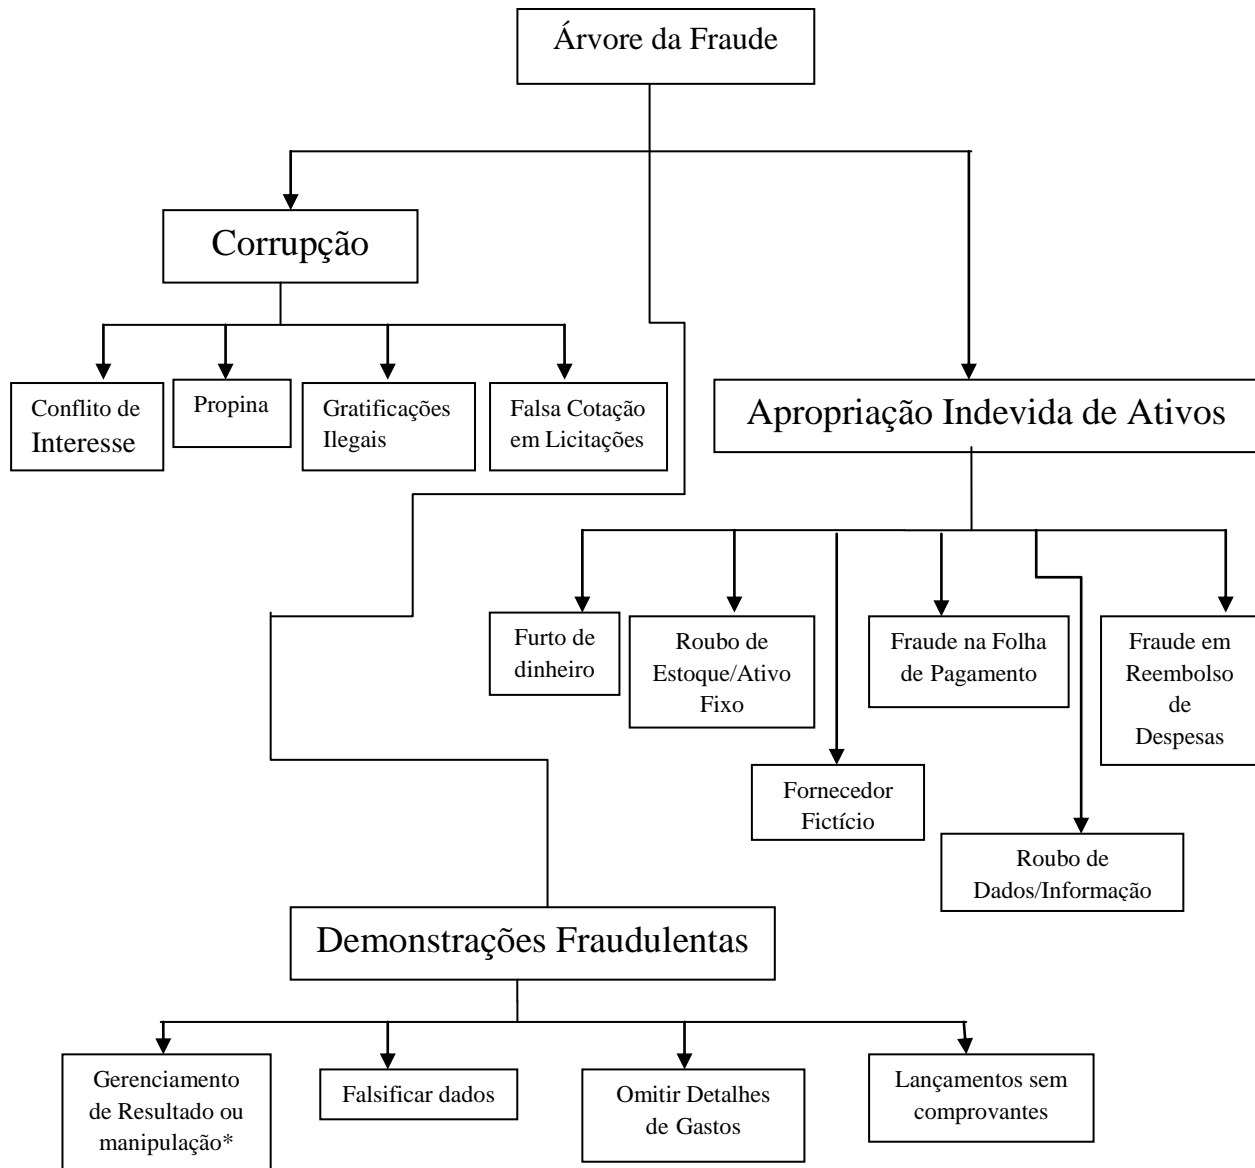 Árvore da Fraude
Corrupção
Conflito de
Interesse
Propina
Gratificações
Ilegais
Falsa Cotação
em Licitações
Apropriação Indevida de Ativos
Furto de
dinheiro
Roubo de
Estoque/Ativo
Fixo
Fornecedor
Fictício
Fraude na Folha
de Pagamento
Roubo de
Dados/Informação
Fraude em
Reembolso
de
Despesas
Demonstrações Fraudulentas
Gerenciamento
de Resultado ou
manipulação*
Falsificar dados
Omitir Detalhes
de Gastos
Lançamentos sem
comprovantes